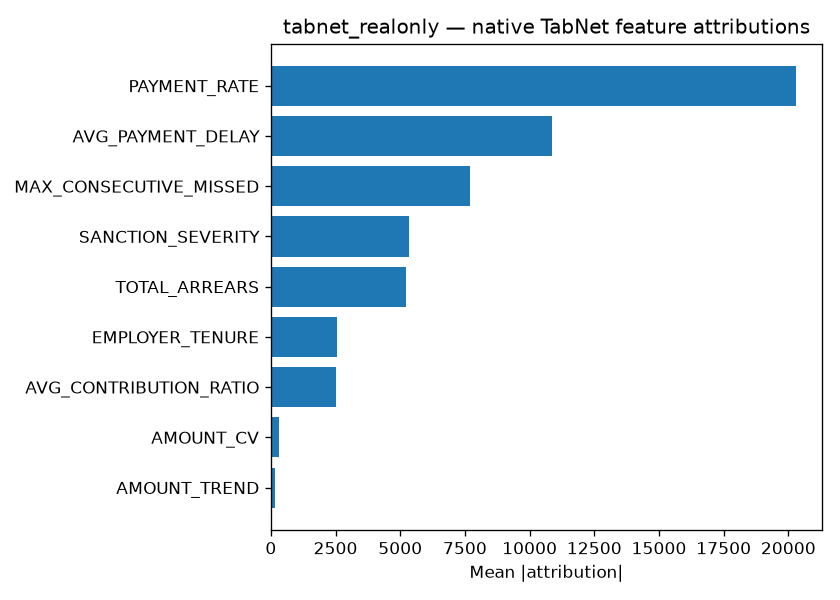 tabnet_realonly — native TabNet feature attributions
PAYMENT_RATE
AVG_PAYMENT_DELAY
MAX_CONSECUTIVE_MISSED
SANCTION_SEVERITY
TOTAL_ARREARS
EMPLOYER_TENURE
AVG_CONTRIBUTION_RATIO
AMOUNT_CV
AMOUNT_TREND
0 2500 5000 7500 10000 12500 15000 17500 20000
Mean |attribution|